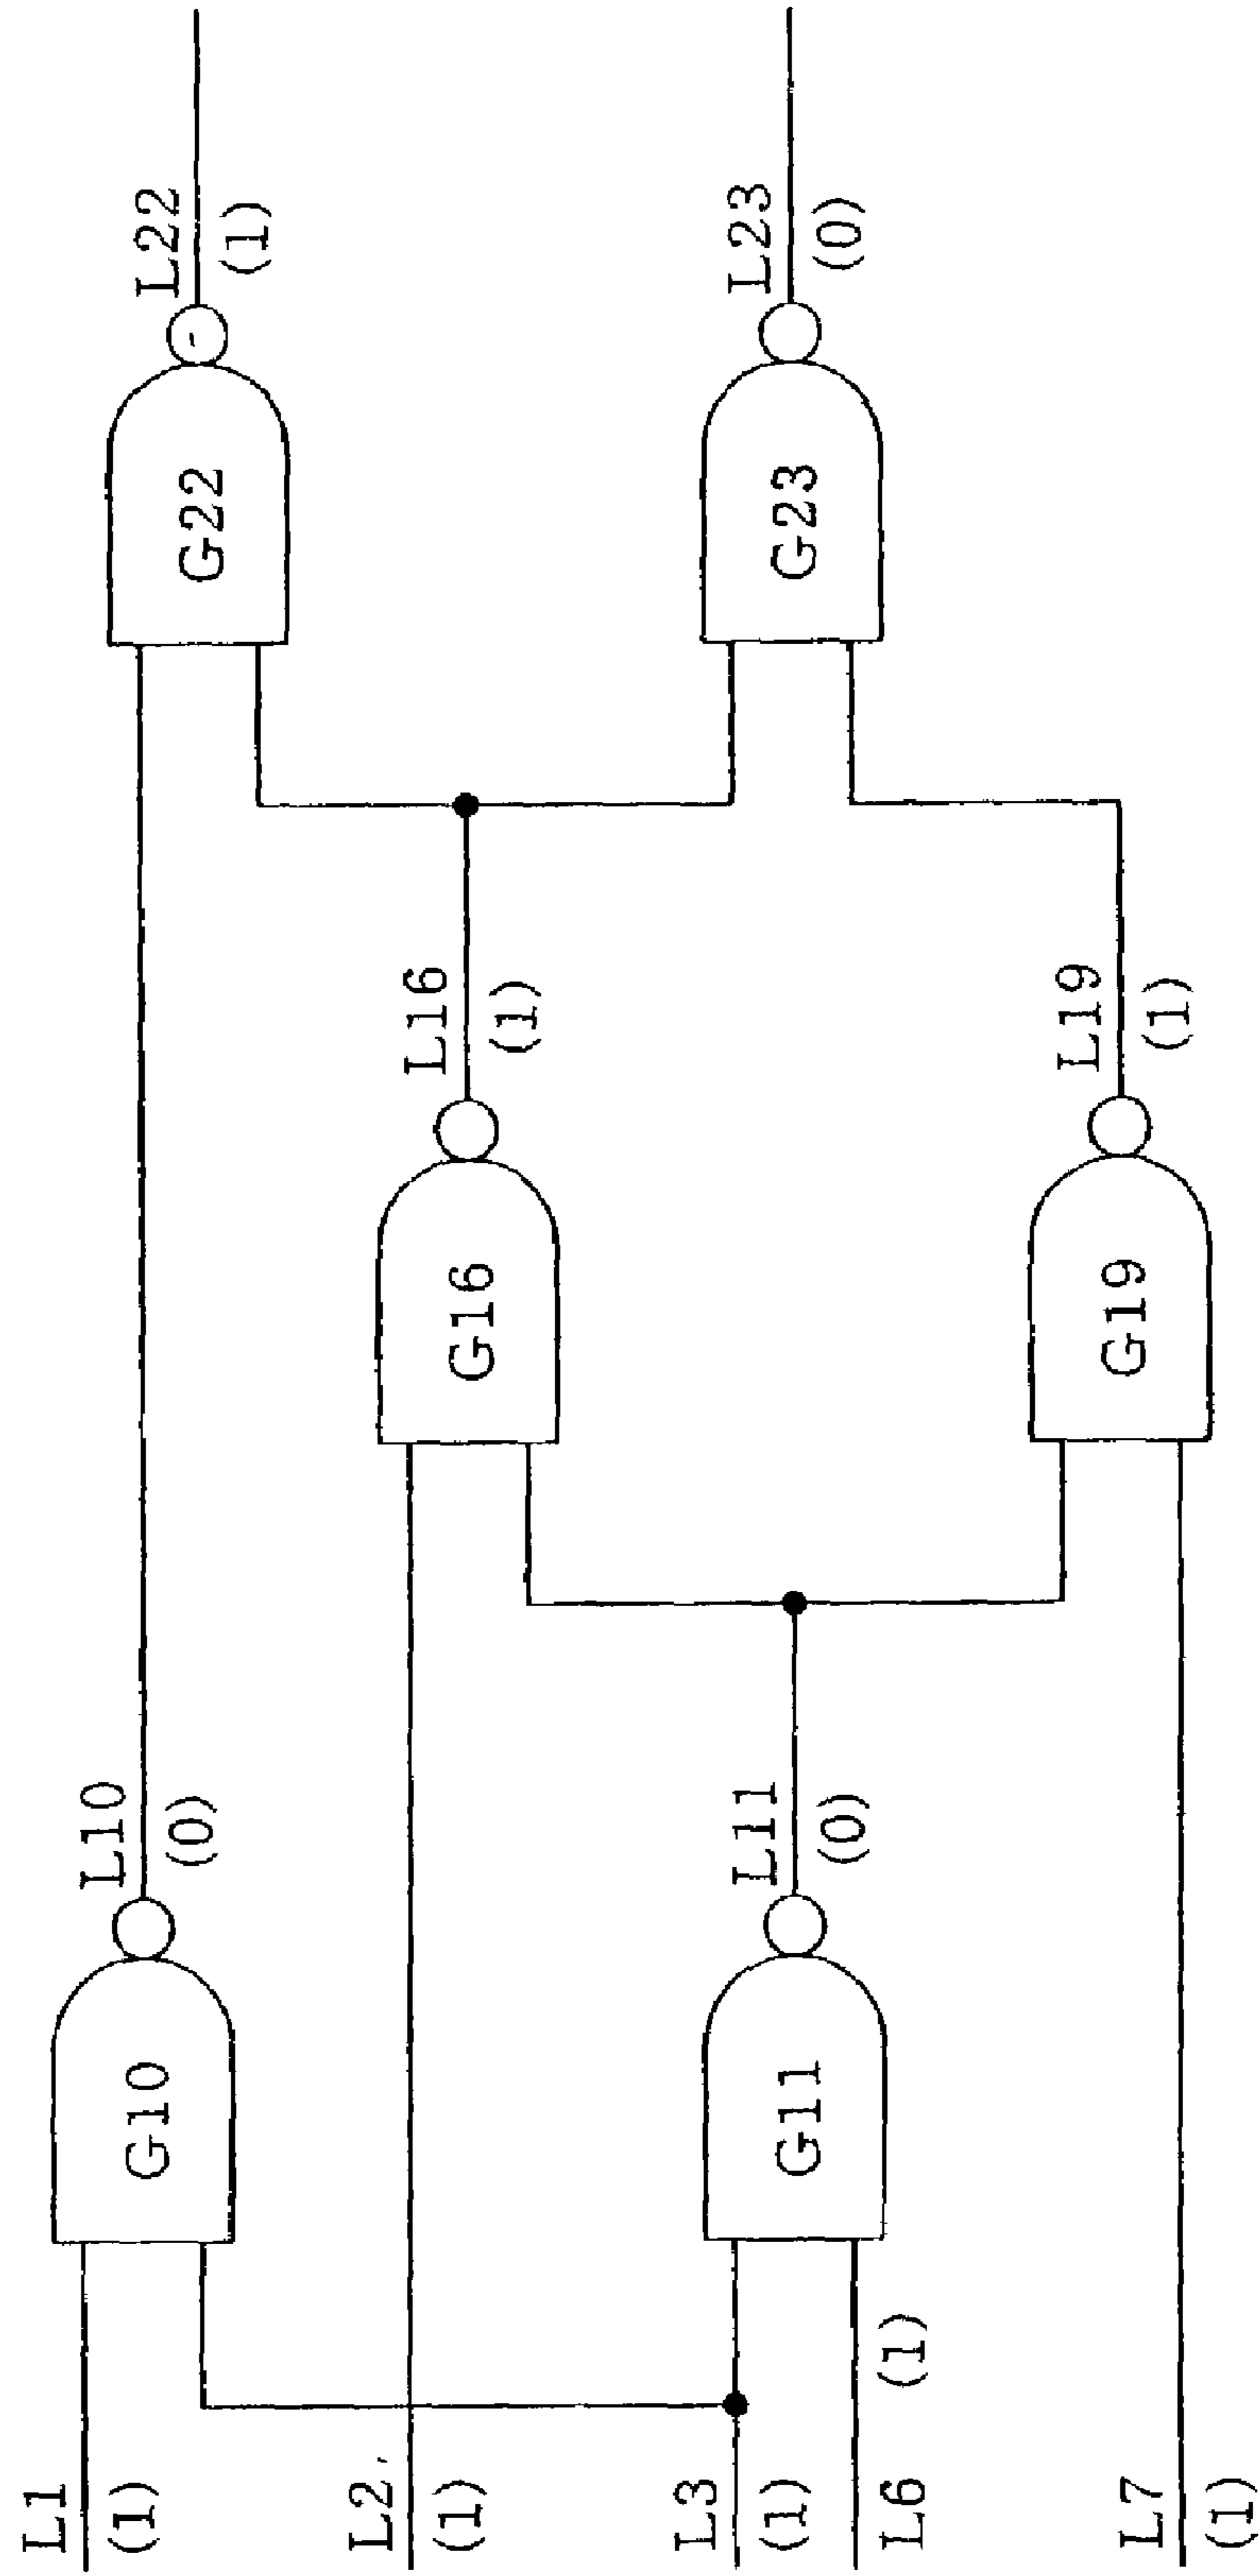 L1
(1)
G10
L10
(0)
G22
L22
(1)
L2
(1)
G16
L16
(1)
L3
(1)
L6
(1)
G11
L11
(0)
G23
L23
(0)
L7
(1)
G19
L19
(1)